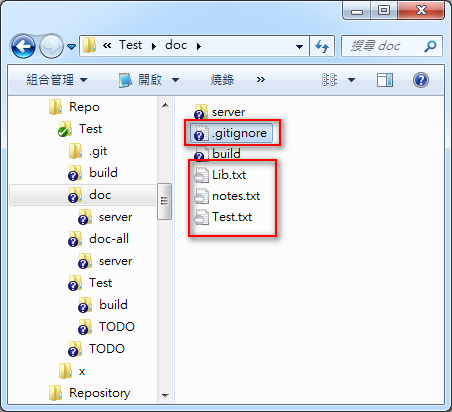 « Test doc
搜尋 doc
組合管理 開啟 燒錄 »
Repo
Test
.git
build
doc
server
doc-all
server
Test
build
TODO
TODO
x
Repository
server
.gitignore
build
Lib.txt
notes.txt
Test.txt